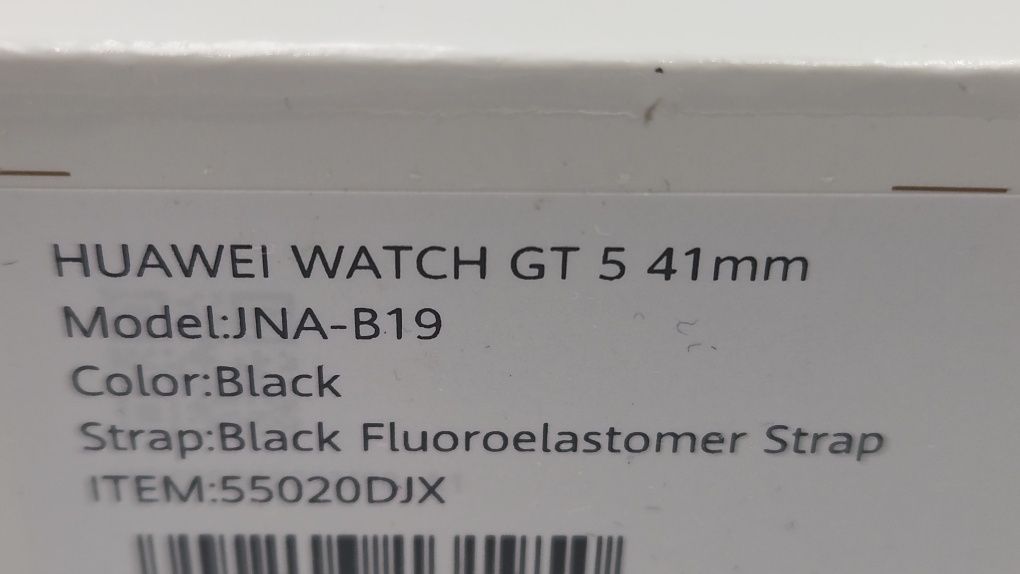 HUAWEI WATCH GT 5 41mm
Model:JNA-B19
Color:Black
Strap:Black Fluoroelastomer Strap
ITEM:55020DJX